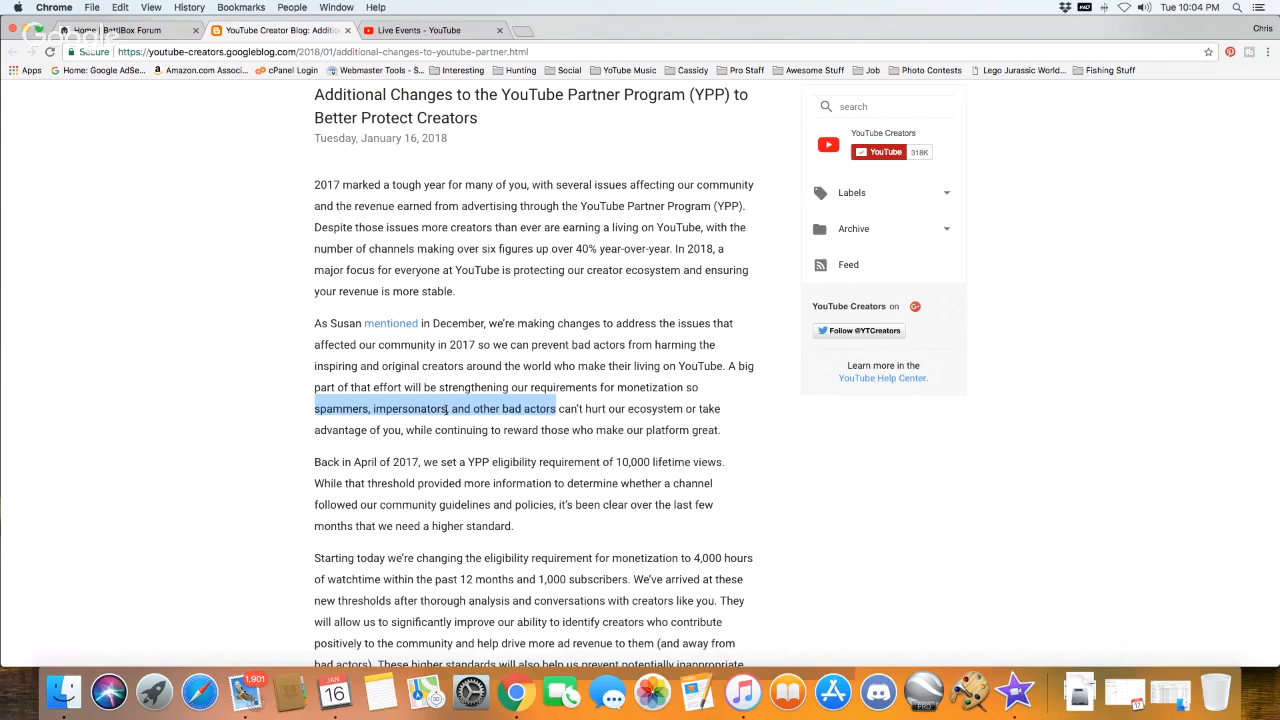 Chrome File Edit View History Bookmarks People Window Help Tue 10:04 PM
Home | BattlBox Forum × YouTube Creator Blog: Additio × Live Events - YouTube × Chris
Google
Secure https://youtube-creators.googleblog.com/2018/01/additional-changes-to-youtube-partner.html
Apps Home: Google AdSe... Amazon.com Associ... cPanel Login Webmaster Tools - S... Interesting Hunting Social YoTube Music Cassidy Pro Staff Awesome Stuff Job Photo Contests Lego Jurassic World... Fishing Stuff
Additional Changes to the YouTube Partner Program (YPP) to
Better Protect Creators
Tuesday, January 16, 2018
2017 marked a tough year for many of you, with several issues affecting our community
and the revenue earned from advertising through the YouTube Partner Program (YPP).
Despite those issues more creators than ever are earning a living on YouTube, with the
number of channels making over six figures up over 40% year-over-year. In 2018, a
major focus for everyone at YouTube is protecting our creator ecosystem and ensuring
your revenue is more stable.
As Susan mentioned in December, we're making changes to address the issues that
affected our community in 2017 so we can prevent bad actors from harming the
inspiring and original creators around the world who make their living on YouTube. A big
part of that effort will be strengthening our requirements for monetization so
spammers, impersonators, and other bad actors can't hurt our ecosystem or take
advantage of you, while continuing to reward those who make our platform great.
Back in April of 2017, we set a YPP eligibility requirement of 10,000 lifetime views.
While that threshold provided more information to determine whether a channel
followed our community guidelines and policies, it's been clear over the last few
months that we need a higher standard.
Starting today we're changing the eligibility requirement for monetization to 4,000 hours
of watchtime within the past 12 months and 1,000 subscribers. We've arrived at these
new thresholds after thorough analysis and conversations with creators like you. They
will allow us to significantly improve our ability to identify creators who contribute
positively to the community and help drive more ad revenue to them (and away from
bad actors). These higher standards will also help us prevent potentially inappropriate
search
YouTube Creators
YouTube 318K
Labels
Archive
Feed
YouTube Creators on
Follow @YTCreators
Learn more in the
YouTube Help Center.
1,901
JAN
16